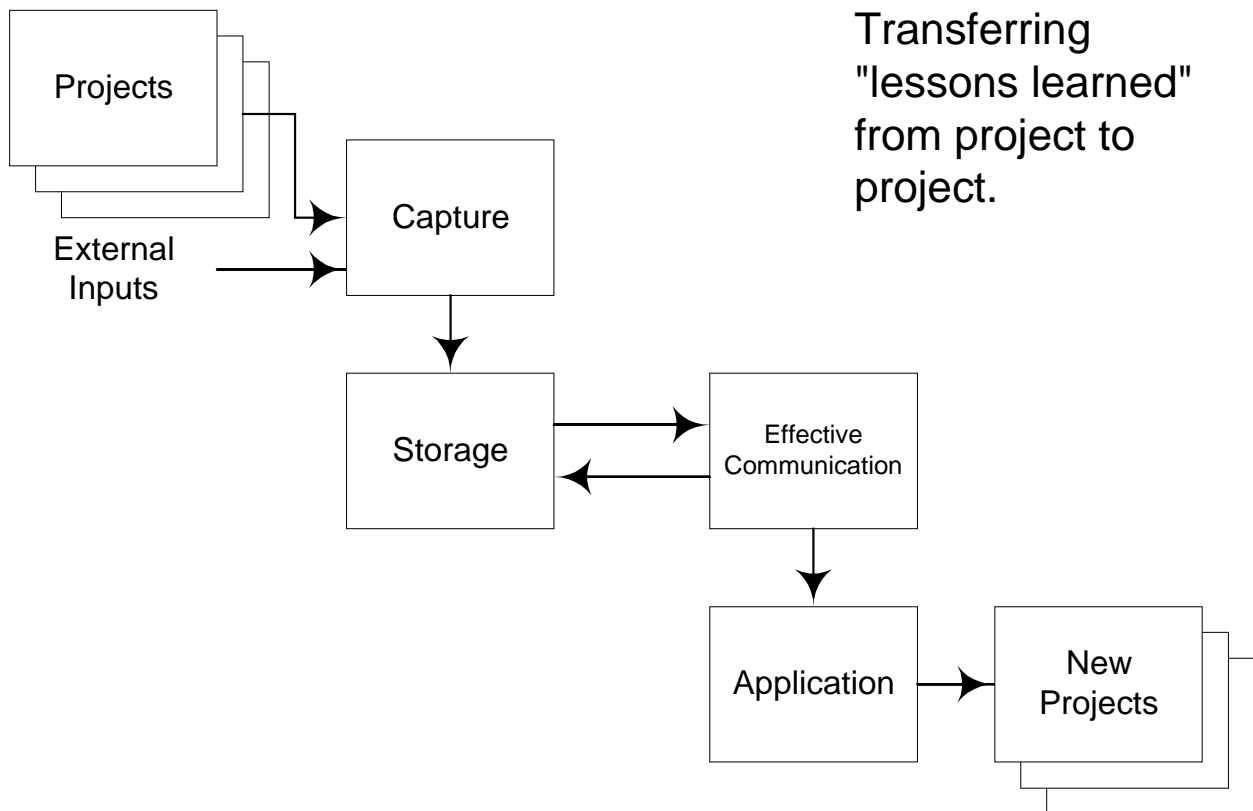 Projects
Transferring
"lessons learned"
from project to
project.
Capture
External
Inputs
Storage
Effective
Communication
Application
New
Projects